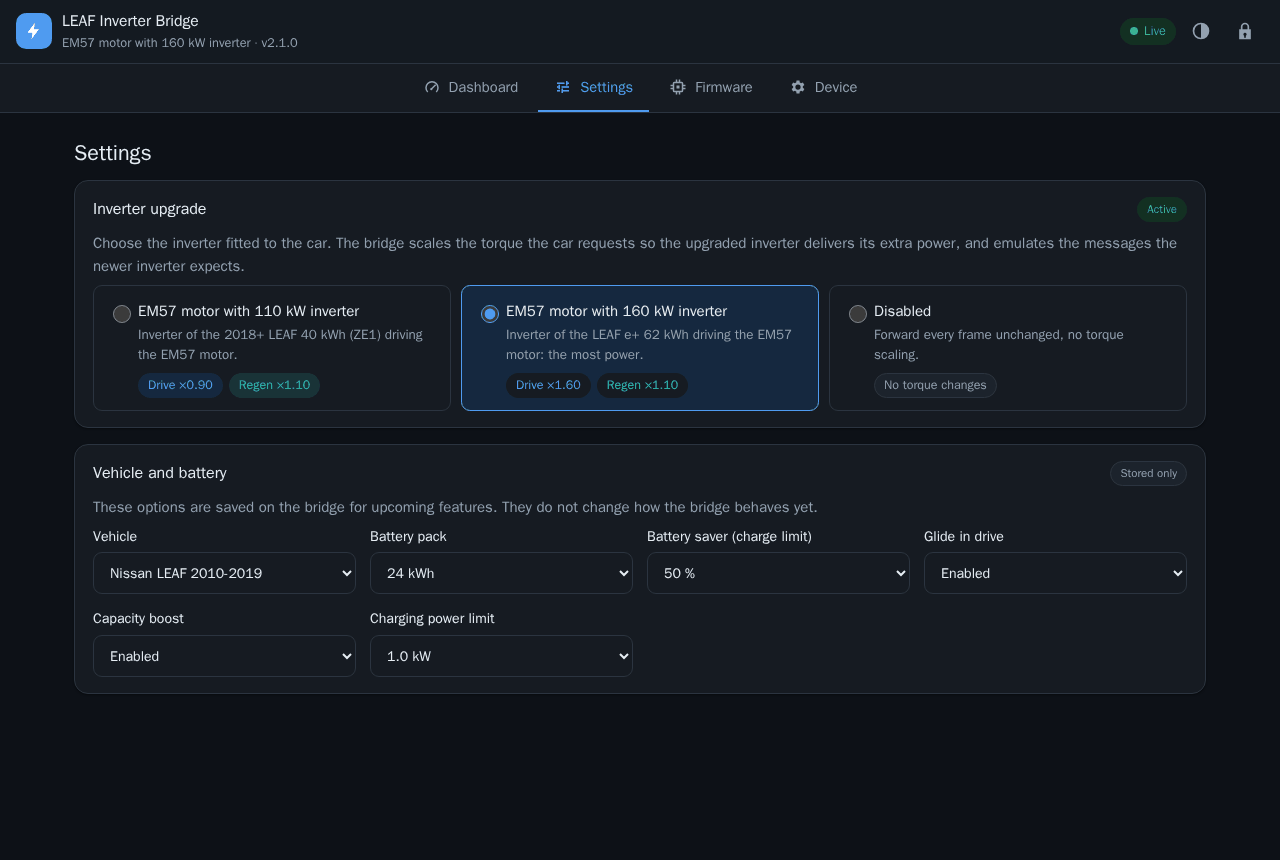 LEAF Inverter Bridge
EM57 motor with 160 kW inverter · v2.1.0
Live
Dashboard
Settings
Firmware
Device
Settings
Inverter upgrade
Active
Choose the inverter fitted to the car. The bridge scales the torque the car requests so the upgraded inverter delivers its extra power, and emulates the messages the
newer inverter expects.
EM57 motor with 110 kW inverter
Inverter of the 2018+ LEAF 40 kWh (ZE1) driving
the EM57 motor.
Drive ×0.90
Regen ×1.10
EM57 motor with 160 kW inverter
Inverter of the LEAF e+ 62 kWh driving the EM57
motor: the most power.
Drive ×1.60
Regen ×1.10
Disabled
Forward every frame unchanged, no torque
scaling.
No torque changes
Vehicle and battery
Stored only
These options are saved on the bridge for upcoming features. They do not change how the bridge behaves yet.
Vehicle
Nissan LEAF 2010-2019
Battery pack
24 kWh
Battery saver (charge limit)
50 %
Glide in drive
Enabled
Capacity boost
Enabled
Charging power limit
1.0 kW